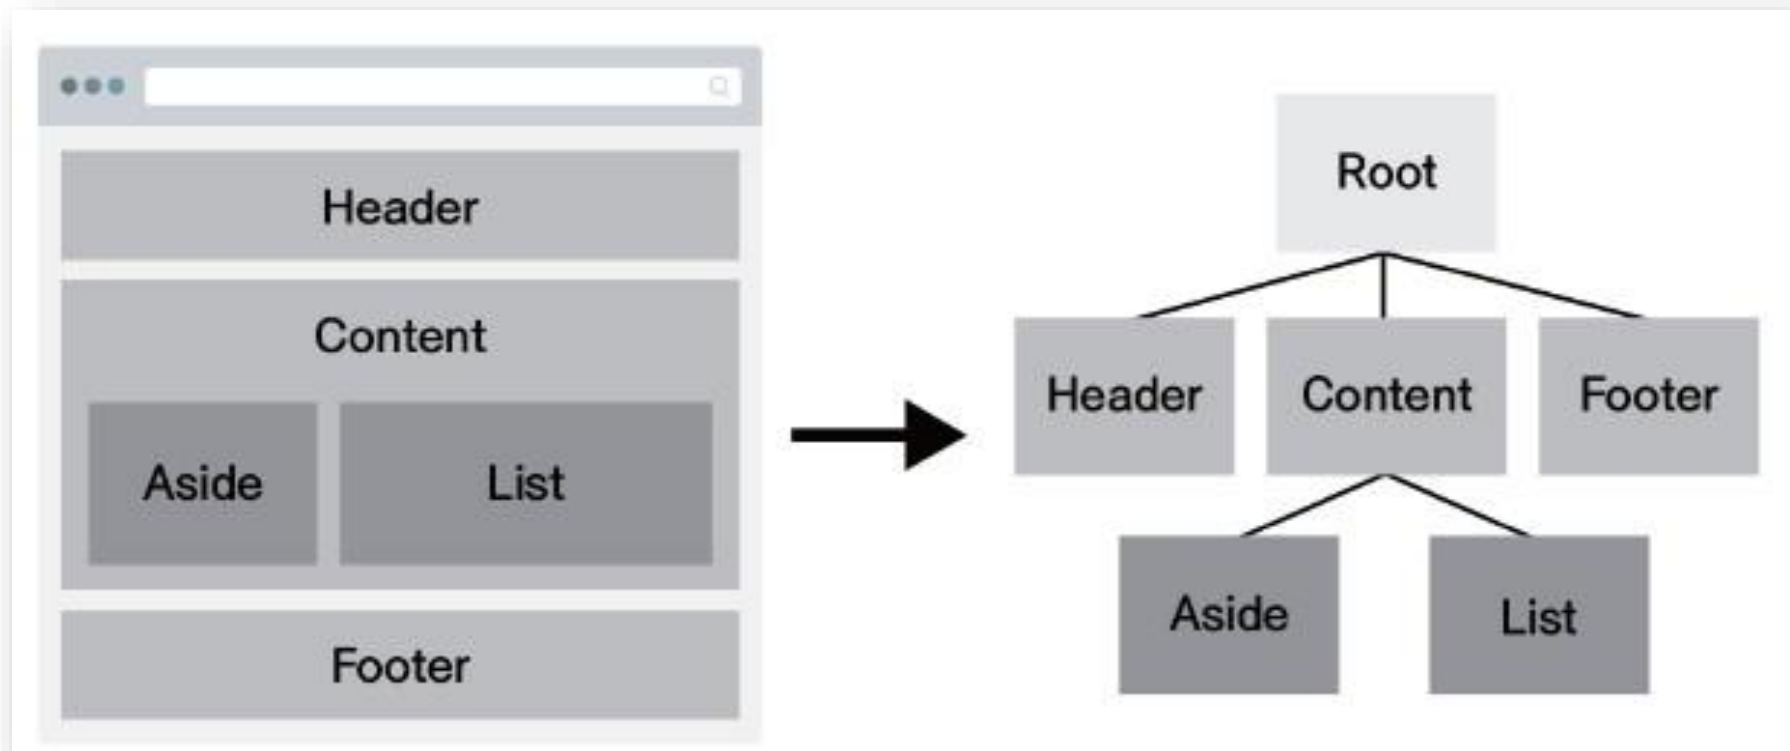 Header
Content
Aside
List
Footer
Root
Header
Content
Footer
Aside
List